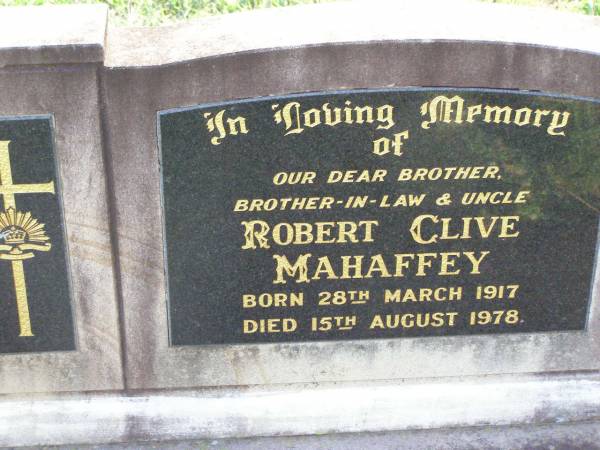 In Loving Memory
of
OUR DEAR BROTHER,
BROTHER-IN-LAW & UNCLE
ROBERT CLIVE
MAHAFFEY
BORN 28TH MARCH 1917
DIED 15TH AUGUST 1978.